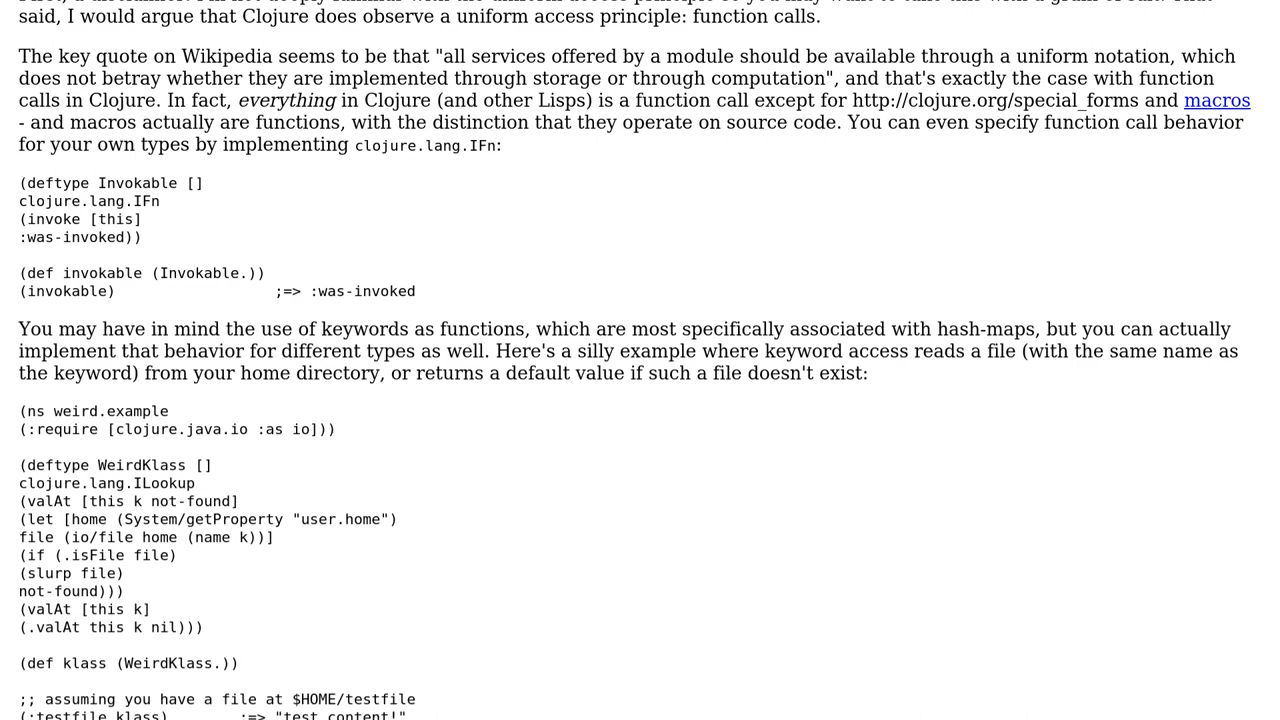 said, I would argue that Clojure does observe a uniform access principle: function calls.
The key quote on Wikipedia seems to be that "all services offered by a module should be available through a uniform notation, which
does not betray whether they are implemented through storage or through computation", and that's exactly the case with function
calls in Clojure. In fact, everything in Clojure (and other Lisps) is a function call except for http://clojure.org/special_forms and macros
- and macros actually are functions, with the distinction that they operate on source code. You can even specify function call behavior
for your own types by implementing clojure.lang.IFn:
(deftype Invokable []
clojure.lang.IFn
(invoke [this]
:was-invoked))
(def invokable (Invokable.))
(invokable) ;=> :was-invoked
You may have in mind the use of keywords as functions, which are most specifically associated with hash-maps, but you can actually
implement that behavior for different types as well. Here's a silly example where keyword access reads a file (with the same name as
the keyword) from your home directory, or returns a default value if such a file doesn't exist:
(ns weird.example
(:require [clojure.java.io :as io]))
(deftype WeirdKlass []
clojure.lang.ILookup
(valAt [this k not-found]
(let [home (System/getProperty "user.home")
file (io/file home (name k))]
(if (.isFile file)
(slurp file)
not-found)))
(valAt [this k]
(.valAt this k nil)))
(def klass (WeirdKlass.))
;; assuming you have a file at $HOME/testfile
(:testfile klass) ;=> "test content!"